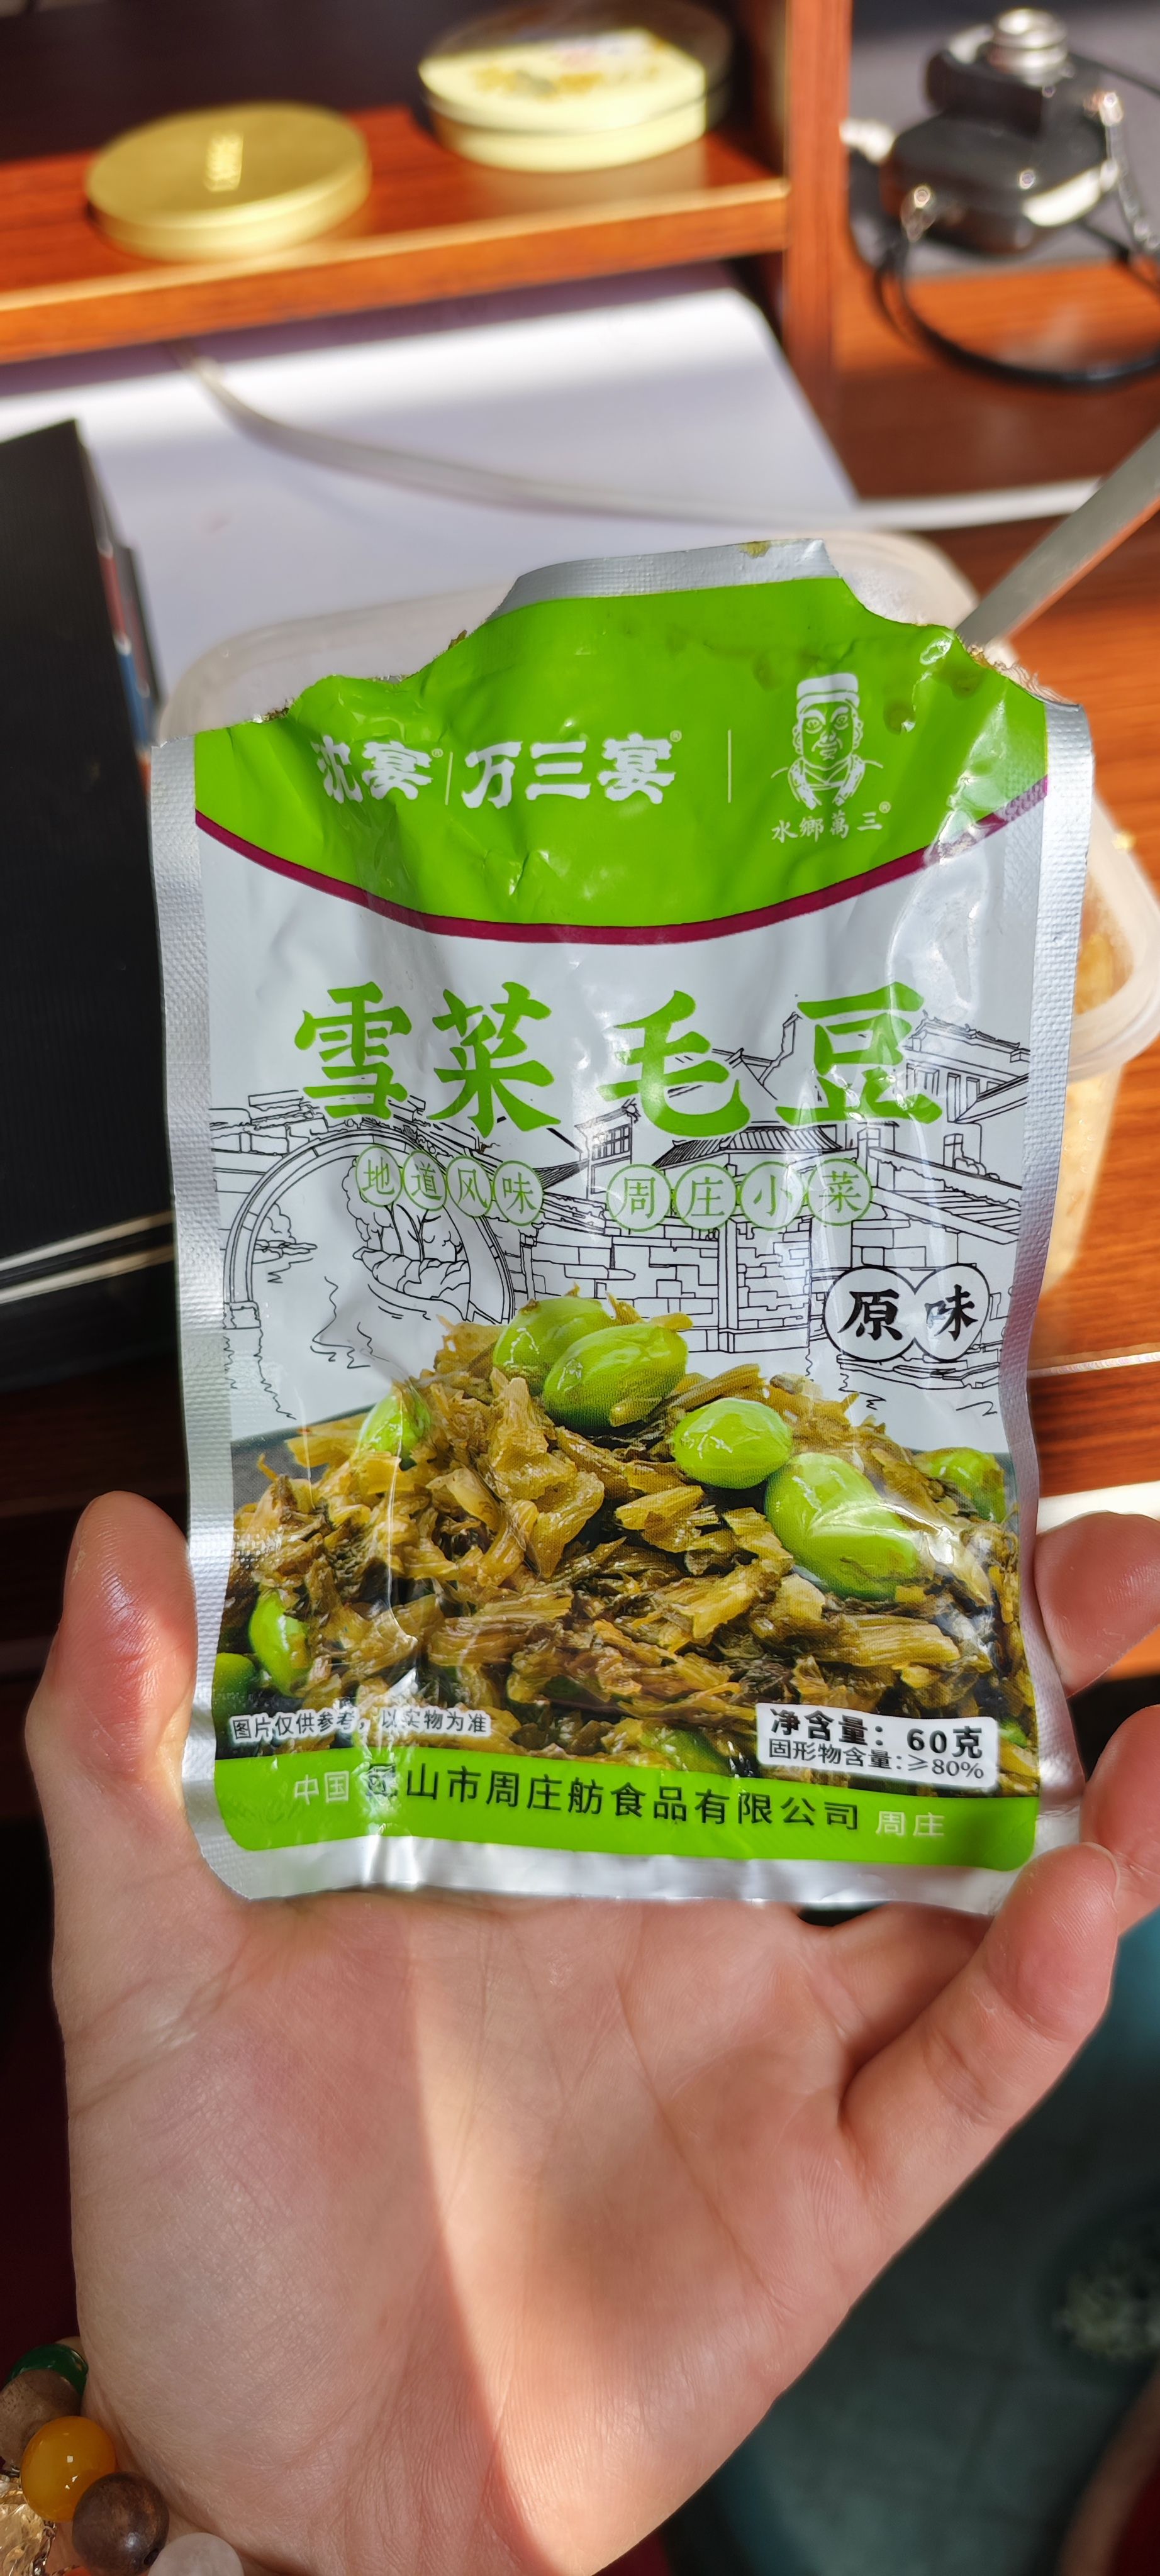 沈宴® 万三宴®
水鄉萬三®
雪菜毛豆
地道风味 周庄小菜
原味
图片仅供参考，以实物为准
净含量：60克
固形物含量:≥80%
中国 昆山市周庄舫食品有限公司 周庄